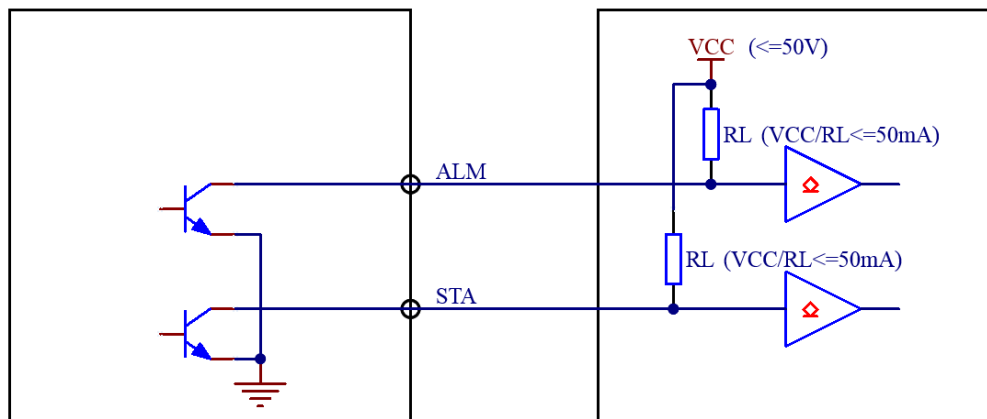 VCC (<=50V)
RL (VCC/RL<=50mA)
ALM
RL (VCC/RL<=50mA)
STA